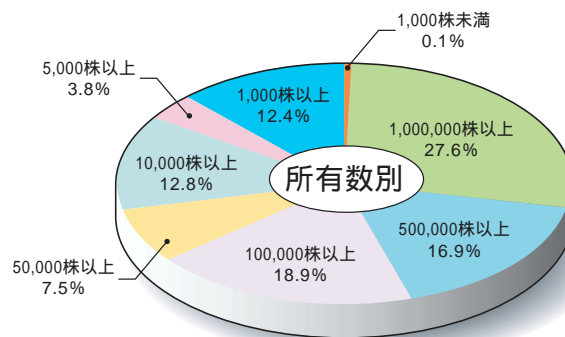 1,000株未満
0.1%
1,000,000株以上
27.6%
500,000株以上
16.9%
100,000株以上
18.9%
50,000株以上
7.5%
10,000株以上
12.8%
5,000株以上
3.8%
1,000株以上
12.4%
所有数別